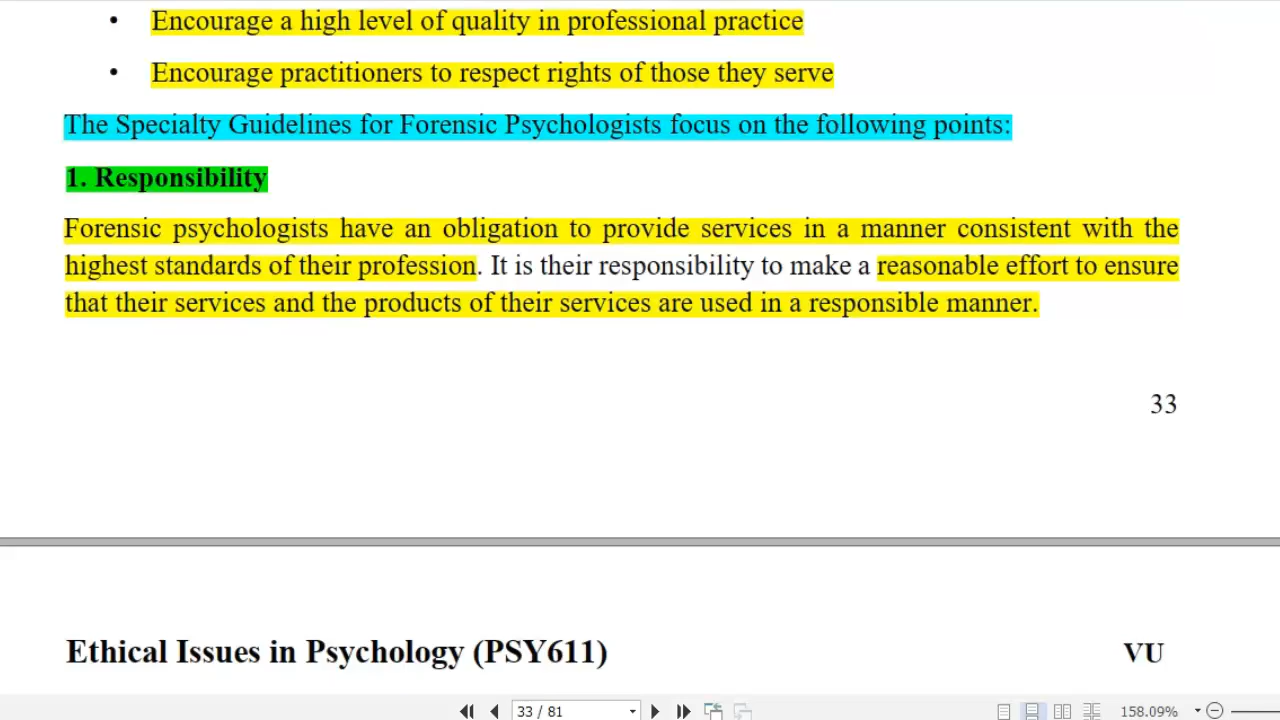 • Encourage a high level of quality in professional practice
• Encourage practitioners to respect rights of those they serve
The Specialty Guidelines for Forensic Psychologists focus on the following points:
1. Responsibility
Forensic psychologists have an obligation to provide services in a manner consistent with the
highest standards of their profession. It is their responsibility to make a reasonable effort to ensure
that their services and the products of their services are used in a responsible manner.
33
Ethical Issues in Psychology (PSY611) VU
33 / 81 158.09%